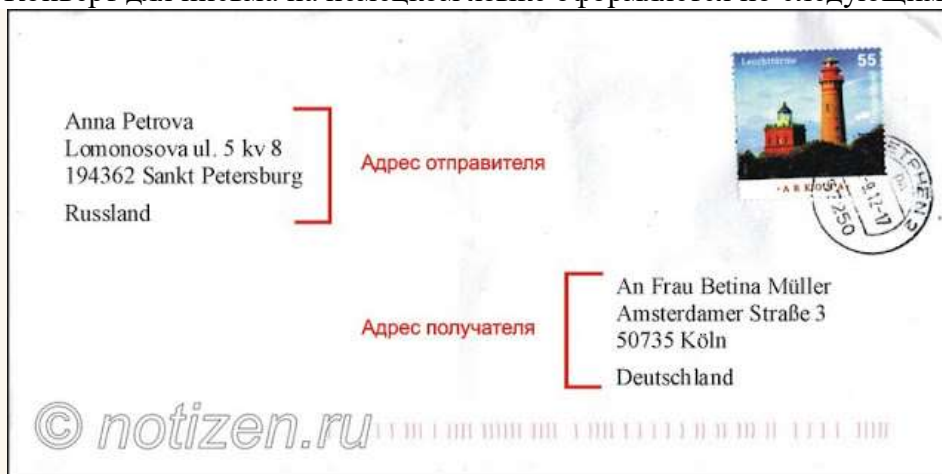 Anna Petrova
Lomonosova ul. 5 kv 8
194362 Sankt Petersburg
Russland
Адрес отправителя
Leuchttürme 55
An Frau Betina Müller
Amsterdamer Straße 3
50735 Köln
Deutschland
Адрес получателя
© notizen.ru